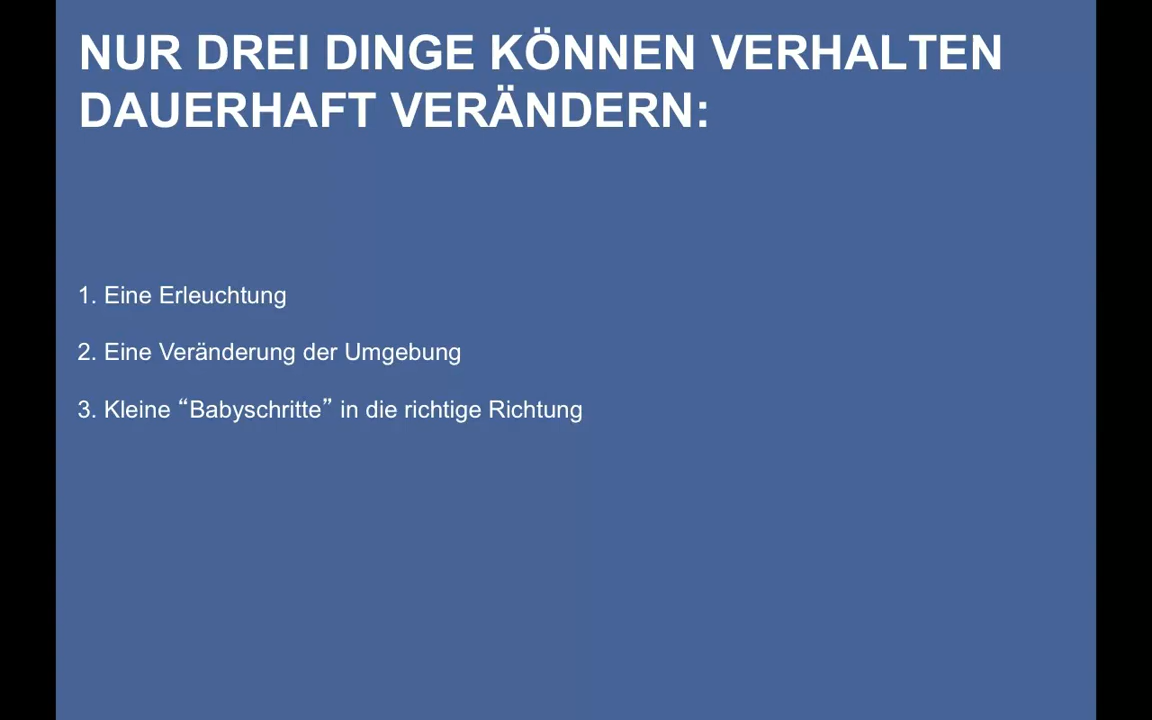 NUR DREI DINGE KÖNNEN VERHALTEN
DAUERHAFT VERÄNDERN:
1. Eine Erleuchtung
2. Eine Veränderung der Umgebung
3. Kleine “Babyschritte” in die richtige Richtung